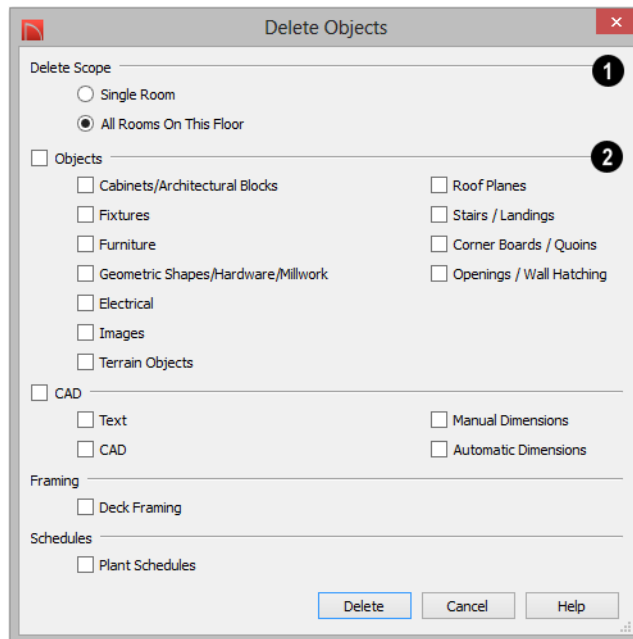 Delete Objects
Delete Scope
1
Single Room
All Rooms On This Floor
Objects
2
Cabinets/Architectural Blocks
Roof Planes
Fixtures
Stairs / Landings
Furniture
Corner Boards / Quoins
Geometric Shapes/Hardware/Millwork
Openings / Wall Hatching
Electrical
Images
Terrain Objects
CAD
Text
Manual Dimensions
CAD
Automatic Dimensions
Framing
Deck Framing
Schedules
Plant Schedules
Delete
Cancel
Help